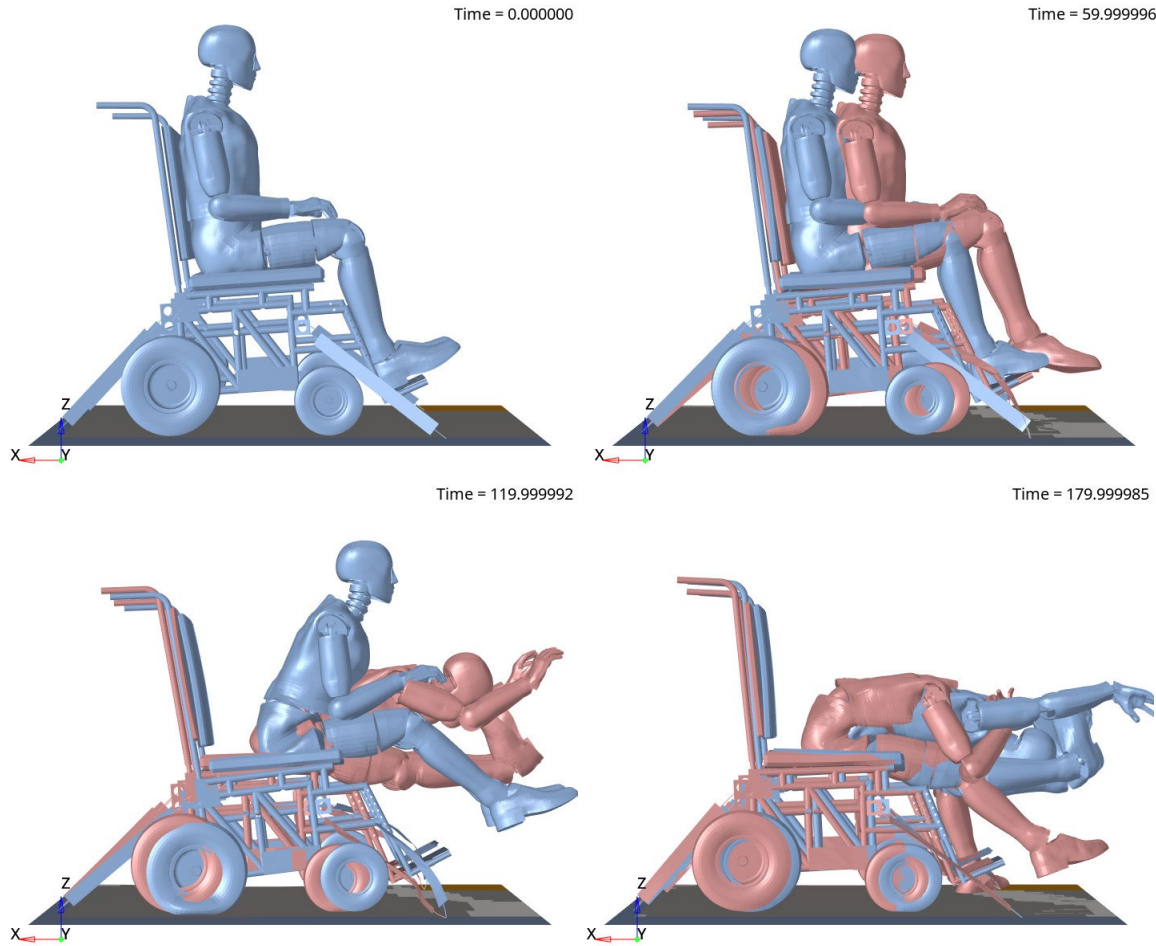 Time = 0.000000
Z
X
Y
Time = 59.999996
Z
X
Y
Time = 119.999992
Z
X
Y
Time = 179.999985
Z
X
Y